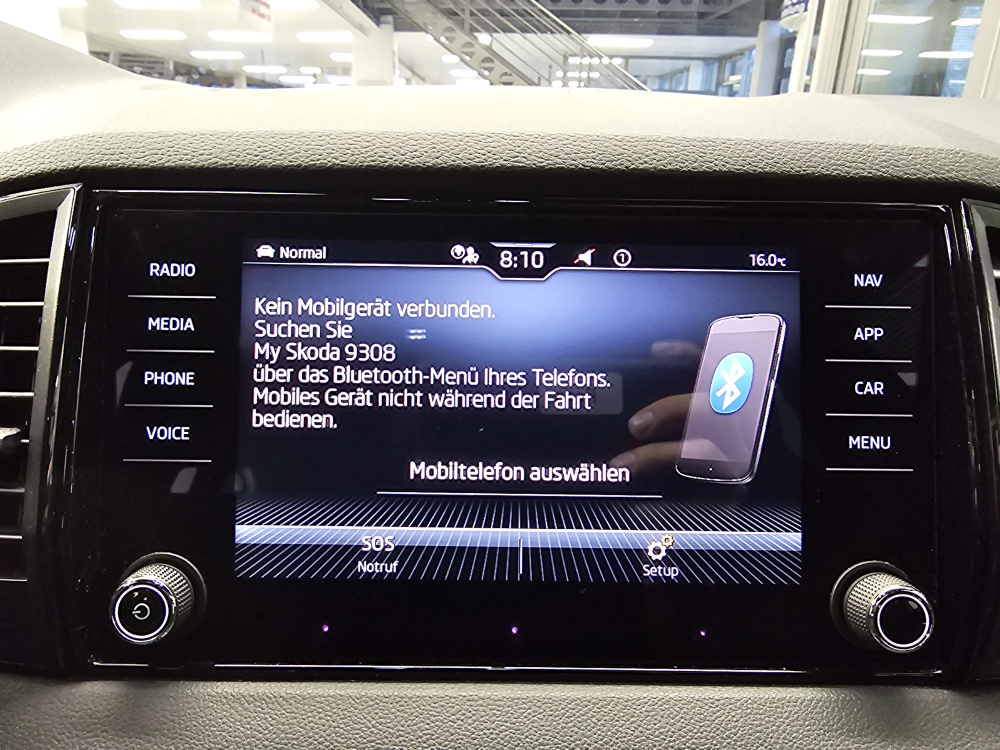 Normal
8:10
1
16.0°C
RADIO
MEDIA
PHONE
VOICE
NAV
APP
CAR
MENU
Kein Mobilgerät verbunden.
Suchen Sie
My Skoda 9308
über das Bluetooth-Menü Ihres Telefons.
Mobiles Gerät nicht während der Fahrt
bedienen.
Mobiltelefon auswählen
SOS
Notruf
Setup